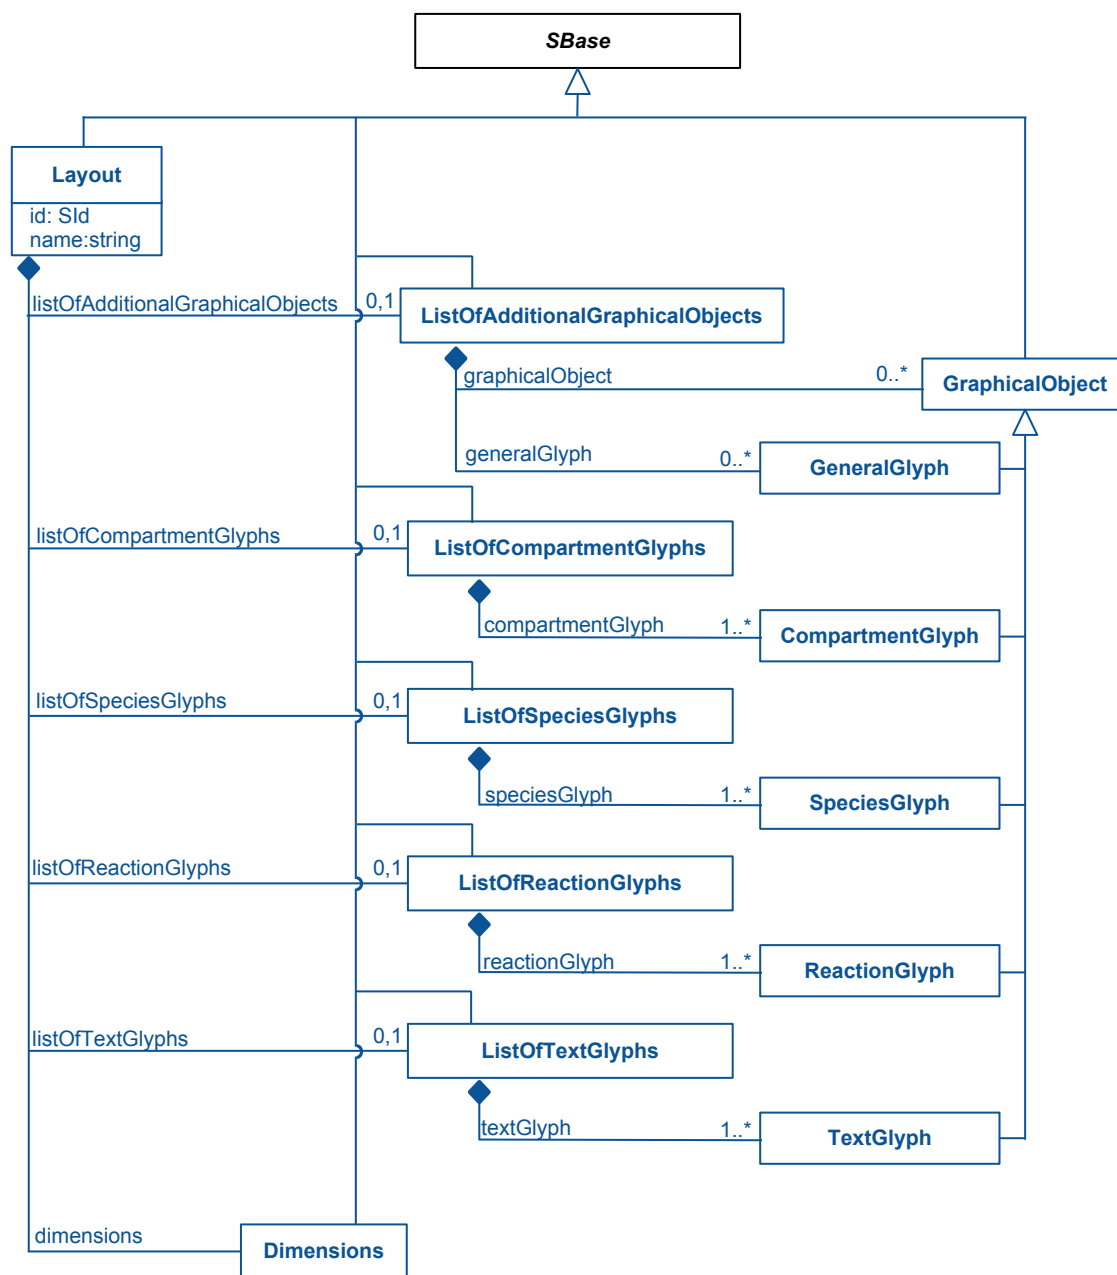 SBase
Layout
id: SId
name:string
listOfAdditionalGraphicalObjects 0,1
ListOfAdditionalGraphicalObjects
graphicalObject 0..*
GraphicalObject
generalGlyph 0..*
GeneralGlyph
listOfCompartmentGlyphs 0,1
ListOfCompartmentGlyphs
compartmentGlyph 1..*
CompartmentGlyph
listOfSpeciesGlyphs 0,1
ListOfSpeciesGlyphs
speciesGlyph 1..*
SpeciesGlyph
listOfReactionGlyphs 0,1
ListOfReactionGlyphs
reactionGlyph 1..*
ReactionGlyph
listOfTextGlyphs 0,1
ListOfTextGlyphs
textGlyph 1..*
TextGlyph
dimensions
Dimensions